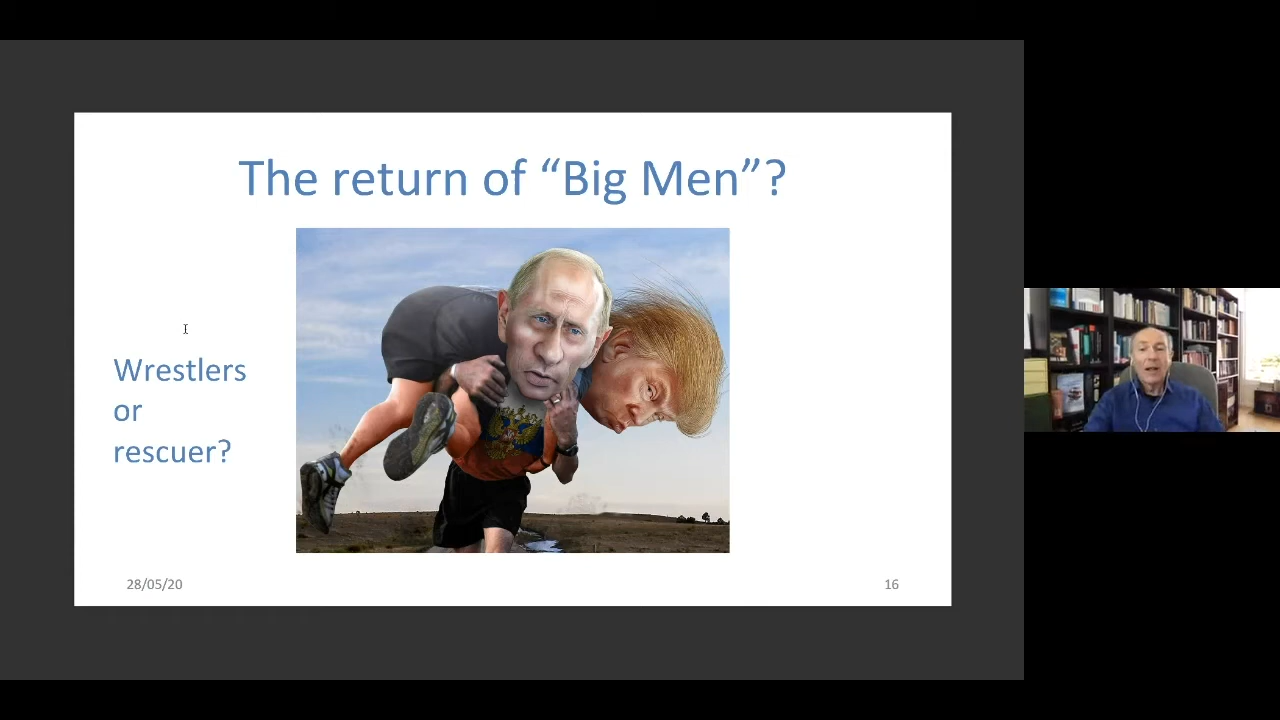 The return of “Big Men”?
Wrestlers
or
rescuer?
28/05/20
16